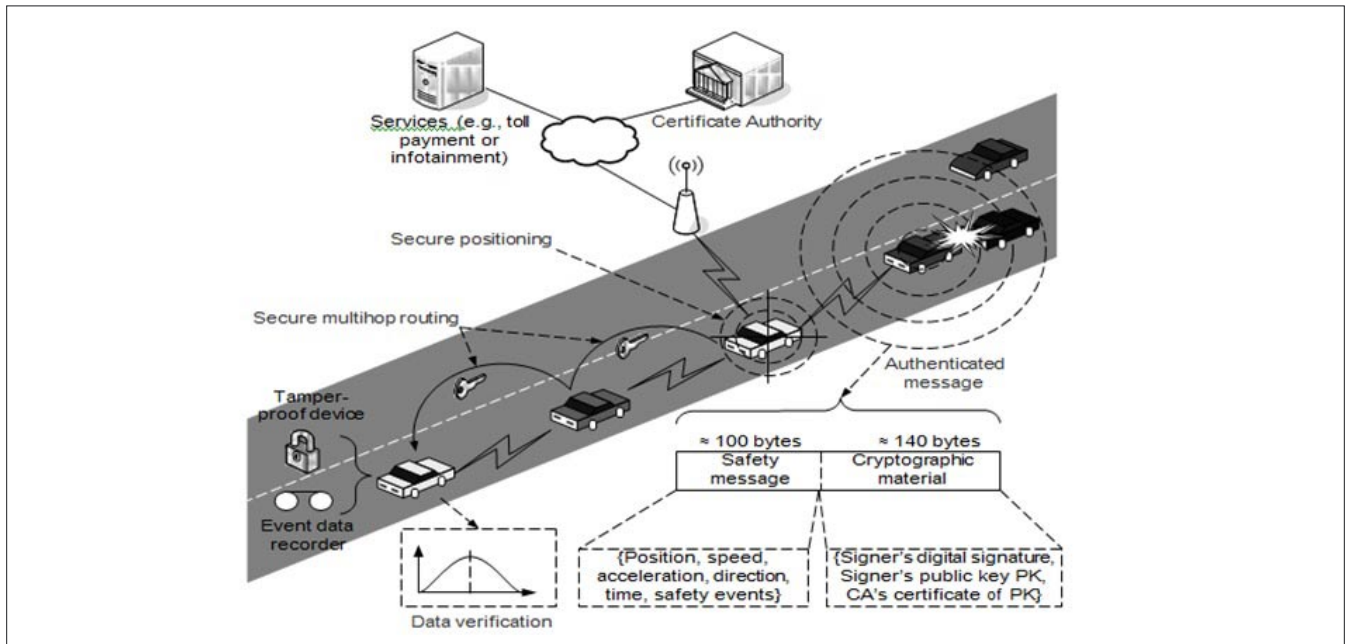 Services (e.g., toll
payment or
infotainment)
Certificate Authority
Secure positioning
Secure multihop routing
Authenticated
message
Tamper-
proof device
≈ 100 bytes
≈ 140 bytes
Safety
message
Cryptographic
material
Event data
recorder
{Position, speed,
acceleration, direction,
time, safety events}
{Signer's digital signature,
Signer's public key PK,
CA's certificate of PK}
Data verification